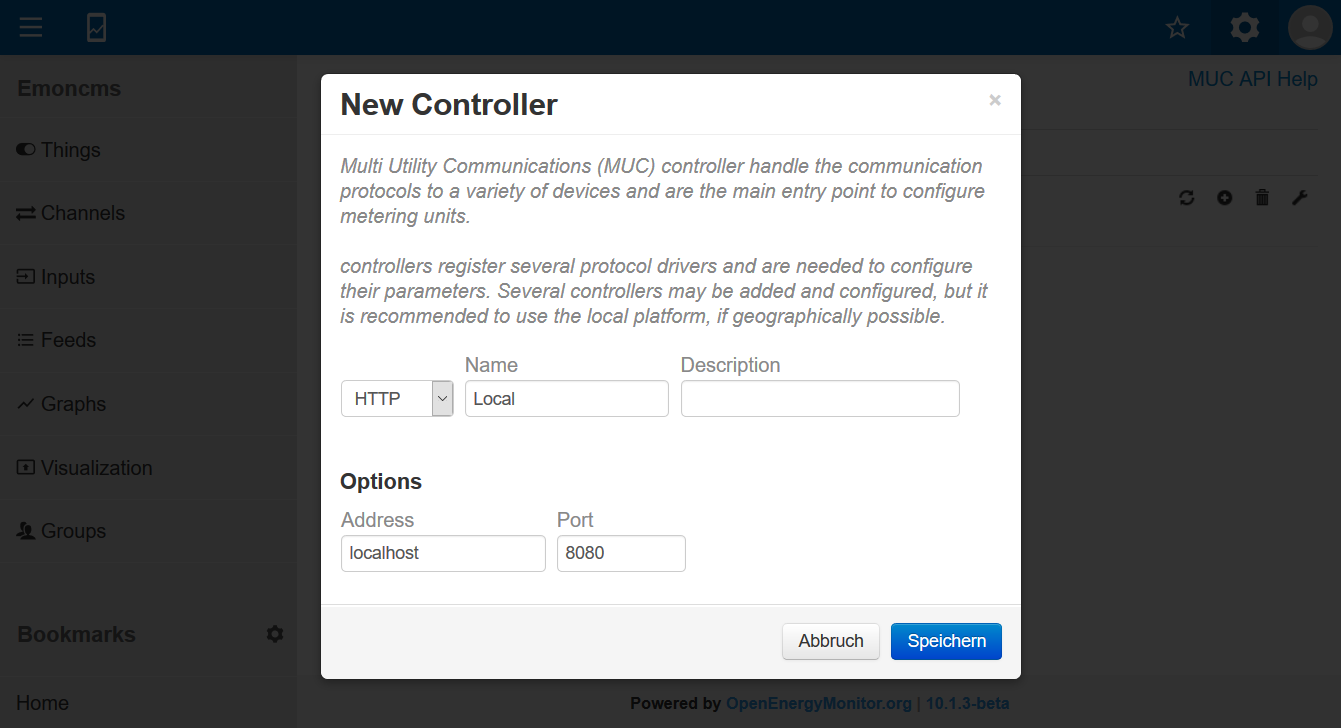 MUC API Help
Emoncms
Things
Channels
Inputs
Feeds
Graphs
Visualization
Groups
Bookmarks
Home
New Controller
×
Multi Utility Communications (MUC) controller handle the communication
protocols to a variety of devices and are the main entry point to configure
metering units.
controllers register several protocol drivers and are needed to configure
their parameters. Several controllers may be added and configured, but it
is recommended to use the local platform, if geographically possible.
Name Description
HTTP Local
Options
Address Port
localhost 8080
Abbruch Speichern
Powered by OpenEnergyMonitor.org | 10.1.3-beta